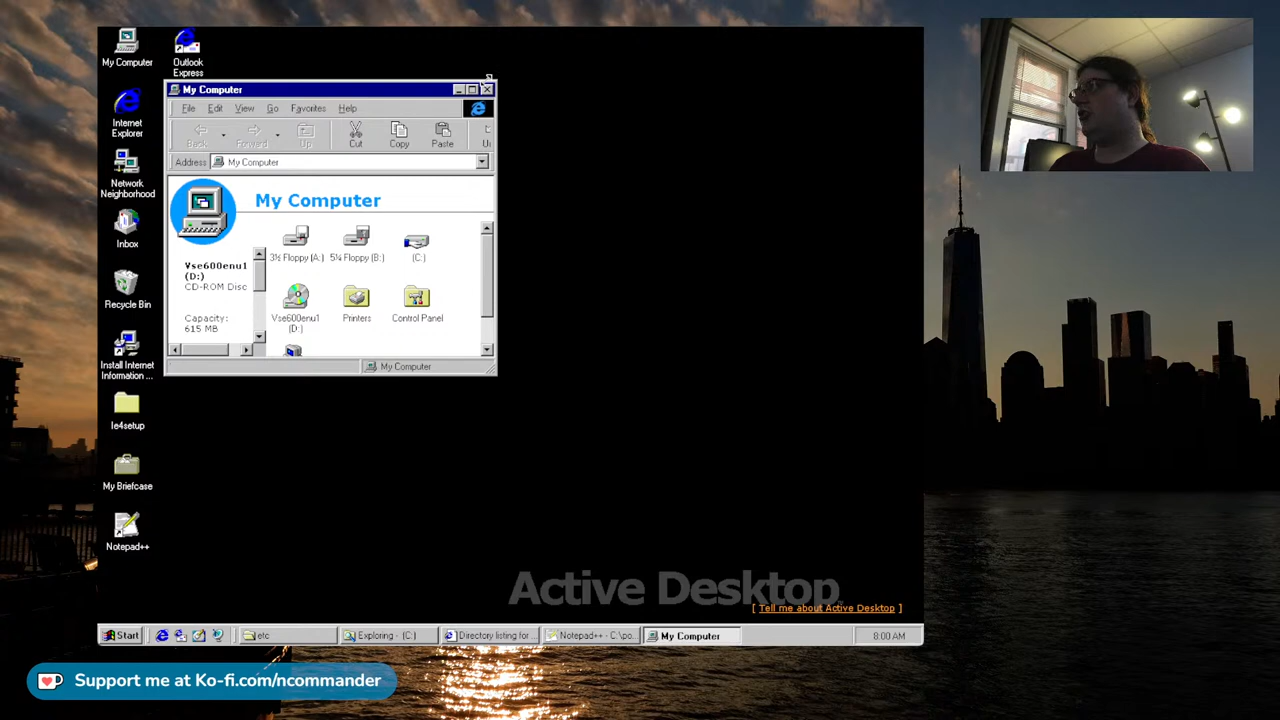 My Computer
Outlook
Express
Internet
Explorer
Network
Neighborhood
Inbox
Recycle Bin
Install Internet
Information ...
Ie4setup
My Briefcase
Notepad++
My Computer
File Edit View Go Favorites Help
Back Forward Up Cut Copy Paste
Address My Computer
My Computer
Vse600enu1
(D:)
CD-ROM Disc
Capacity:
615 MB
3½ Floppy (A:) 5¼ Floppy (B:) (C:)
Vse600enu1
(D:)
Printers
Control Panel
My Computer
Active Desktop
[ Tell me about Active Desktop ]
Start etc Exploring - (C:) Directory listing for ... Notepad++ - C:\po... My Computer 8:00 AM
Support me at Ko-fi.com/ncommander